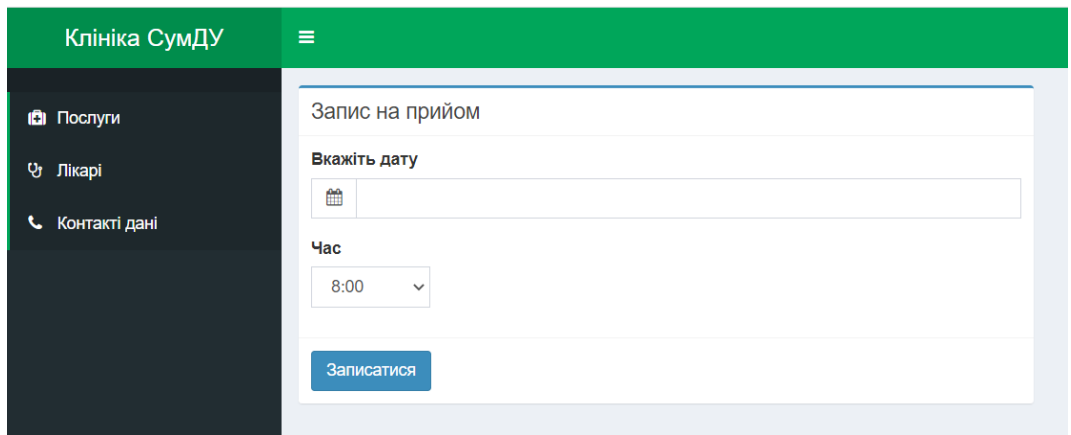 Клініка СумДУ
Послуги
Лікарі
Контакті дані
Запис на прийом
Вкажіть дату
Час
8:00
Записатися